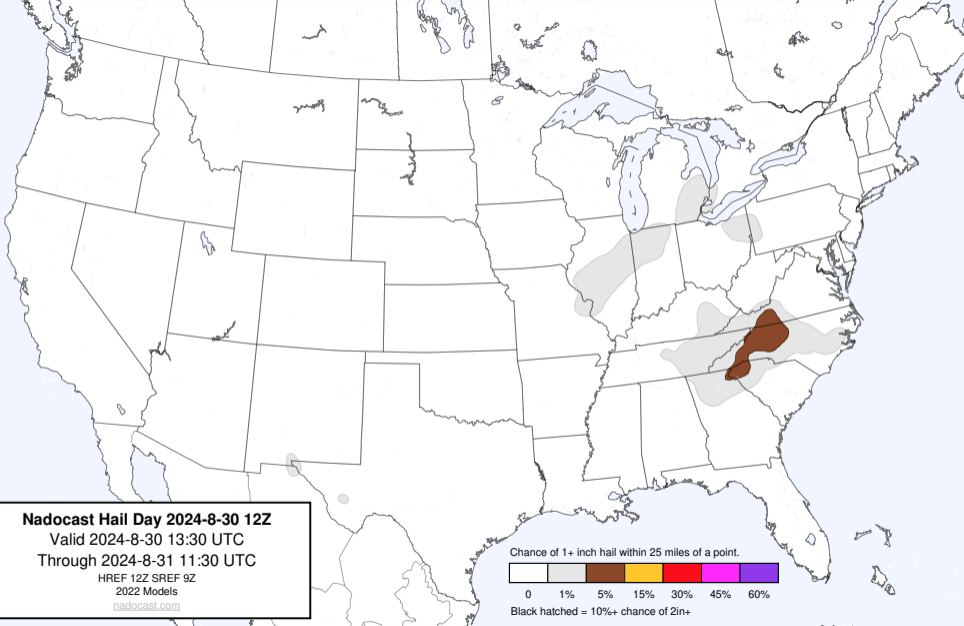 Nadocast Hail Day 2024-8-30 12Z
Valid 2024-8-30 13:30 UTC
Through 2024-8-31 11:30 UTC
HREF 12Z SREF 9Z
2022 Models
nadocast.com
Chance of 1+ inch hail within 25 miles of a point.
0 1% 5% 15% 30% 45% 60%
Black hatched = 10%+ chance of 2in+